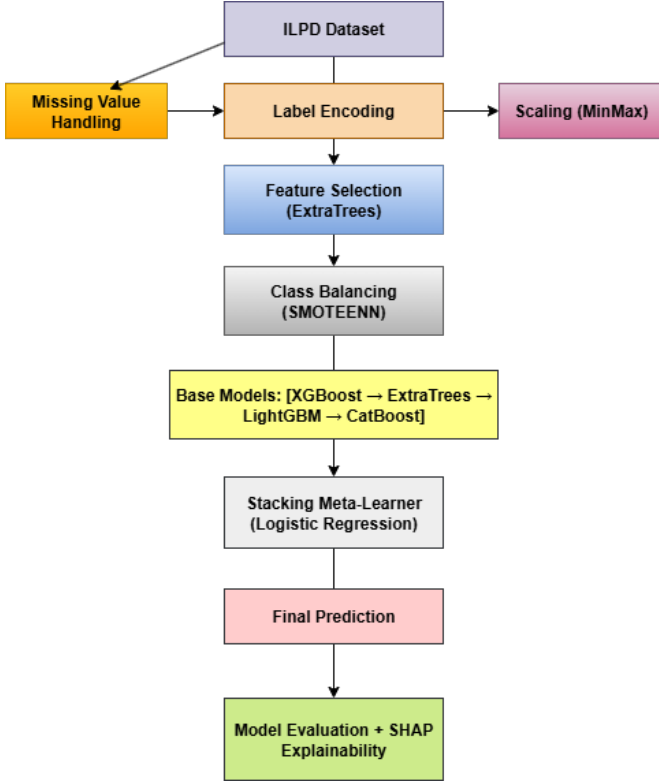 ILPD Dataset
Missing Value
Handling
Label Encoding
Scaling (MinMax)
Feature Selection
(ExtraTrees)
Class Balancing
(SMOTEENN)
Base Models: [XGBoost → ExtraTrees →
LightGBM → CatBoost]
Stacking Meta-Learner
(Logistic Regression)
Final Prediction
Model Evaluation + SHAP
Explainability